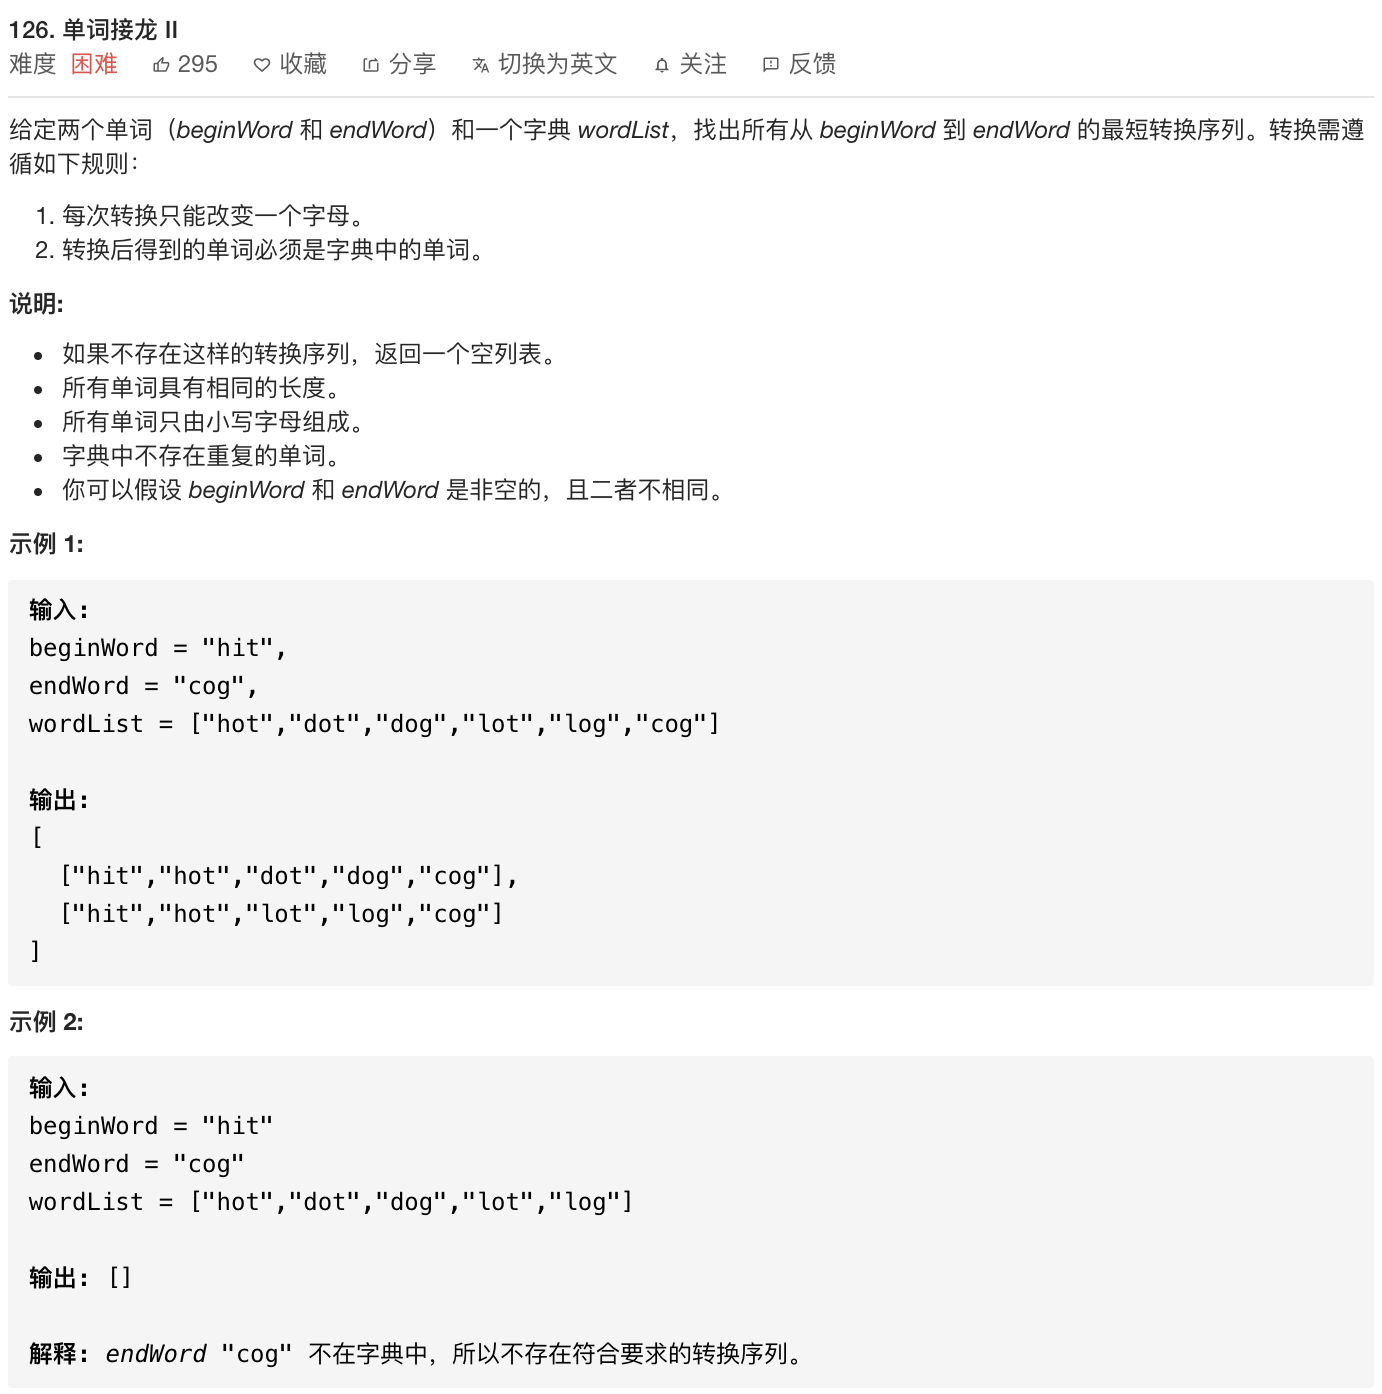 126. 单词接龙 II
难度 困难 295 收藏 分享 切换为英文 关注 反馈
给定两个单词（beginWord 和 endWord）和一个字典 wordList，找出所有从 beginWord 到 endWord 的最短转换序列。转换需遵
循如下规则：
1. 每次转换只能改变一个字母。
2. 转换后得到的单词必须是字典中的单词。
说明:
• 如果不存在这样的转换序列，返回一个空列表。
• 所有单词具有相同的长度。
• 所有单词只由小写字母组成。
• 字典中不存在重复的单词。
• 你可以假设 beginWord 和 endWord 是非空的，且二者不相同。
示例 1:
输入:
beginWord = "hit",
endWord = "cog",
wordList = ["hot","dot","dog","lot","log","cog"]
输出:
[
["hit","hot","dot","dog","cog"],
["hit","hot","lot","log","cog"]
]
示例 2:
输入:
beginWord = "hit"
endWord = "cog"
wordList = ["hot","dot","dog","lot","log"]
输出: []
解释: endWord "cog" 不在字典中，所以不存在符合要求的转换序列。